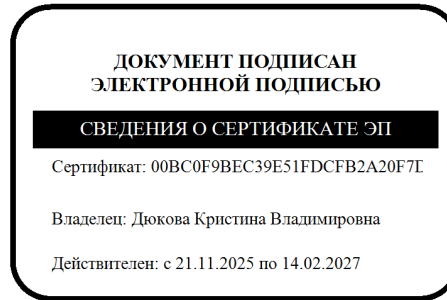 ДОКУМЕНТ ПОДПИСАН
ЭЛЕКТРОННОЙ ПОДПИСЬЮ
СВЕДЕНИЯ О СЕРТИФИКАТЕ ЭП
Сертификат: 00BC0F9BEC39E51FDCFB2A20F7D
Владелец: Дюкова Кристина Владимировна
Действителен: с 21.11.2025 по 14.02.2027